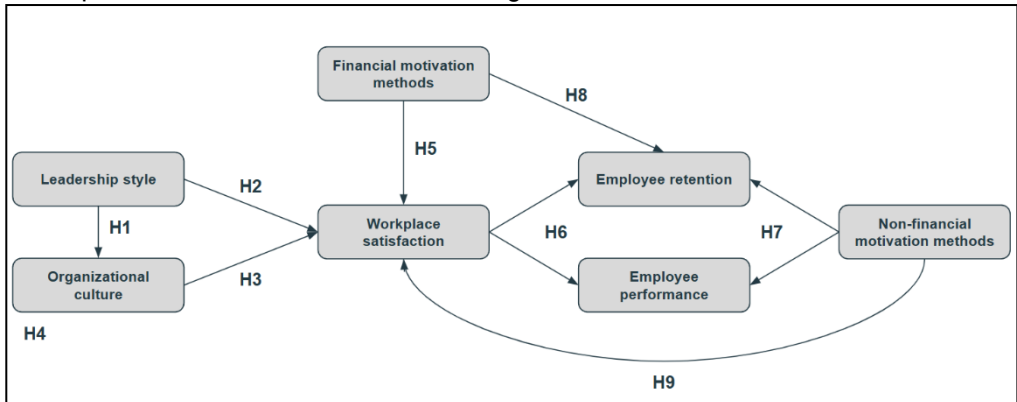 Financial motivation
methods
H8
H5
Leadership style
H2
Employee retention
H1
Workplace
satisfaction
H6
H7
Non-financial
motivation methods
Organizational
culture
H3
Employee
performance
H4
H9